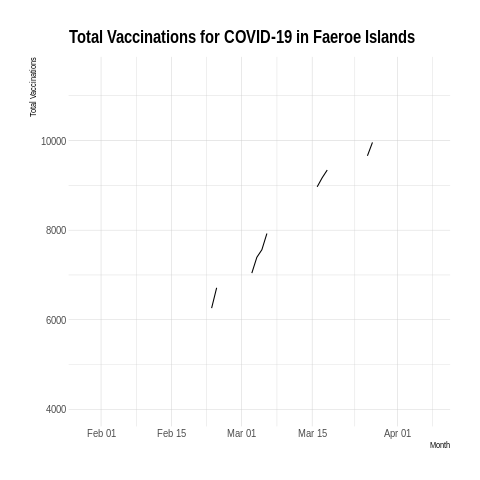 Total Vaccinations for COVID-19 in Faeroe Islands
Total Vaccinations
10000
8000
6000
4000
Feb 01 Feb 15 Mar 01 Mar 15 Apr 01
Month